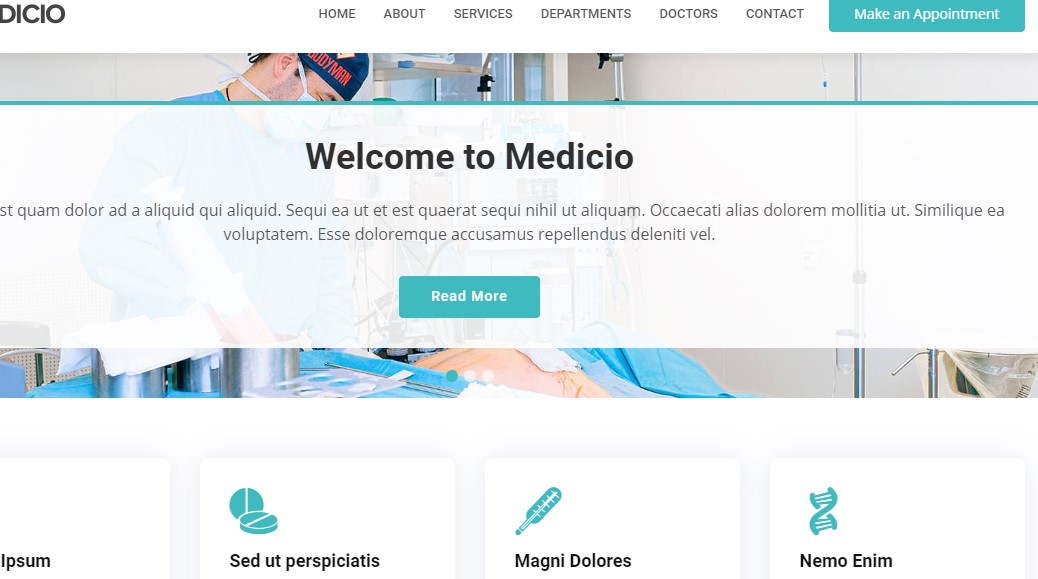 DICIO
HOME ABOUT SERVICES DEPARTMENTS DOCTORS CONTACT Make an Appointment
BODYMAN
Welcome to Medicio
st quam dolor ad a aliquid qui aliquid. Sequi ea ut et est quaerat sequi nihil ut aliquam. Occaecati alias dolorem mollitia ut. Similique ea
voluptatem. Esse doloremque accusamus repellendus deleniti vel.
Read More
Ipsum Sed ut perspiciatis Magni Dolores Nemo Enim